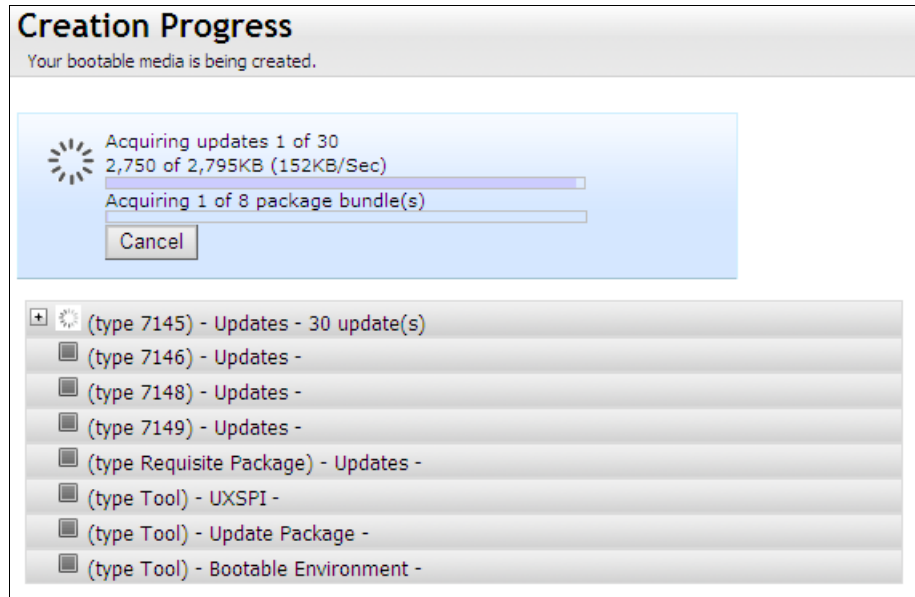 Creation Progress
Your bootable media is being created.
Acquiring updates 1 of 30
2,750 of 2,795KB (152KB/Sec)
Acquiring 1 of 8 package bundle(s)
Cancel
(type 7145) - Updates - 30 update(s)
(type 7146) - Updates -
(type 7148) - Updates -
(type 7149) - Updates -
(type Requisite Package) - Updates -
(type Tool) - UXSPI -
(type Tool) - Update Package -
(type Tool) - Bootable Environment -